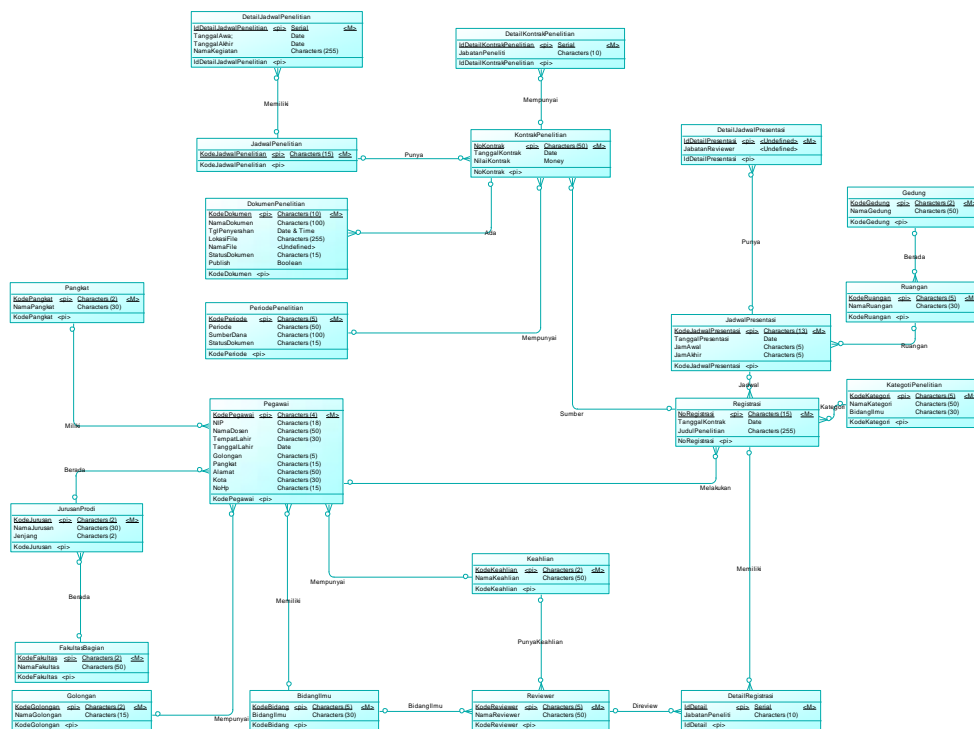 DetailJadwalPenelitian
IdDetailJadwalPenelitian <pi> Serial <M>
TanggalAwa; Date
TanggalAkhir Date
NamaKegiatan Characters (255)
IdDetailJadwalPenelitian <pi>
DetailKontrakPenelitian
IdDetailKontrakPenelitian <pi> Serial <M>
JabatanPeneliti Characters (10)
IdDetailKontrakPenelitian <pi>
Memiliki
Mempunyai
JadwalPenelitian
KodeJadwalPenelitian <pi> Characters (15) <M>
KodeJadwalPenelitian <pi>
Punya
KontrakPenelitian
NoKontrak <pi> Characters (50) <M>
TanggalKontrak Date
NilaiKontrak Money
NoKontrak <pi>
DetailJadwalPresentasi
IdDetailPresentasi <pi> <Undefined> <M>
JabatanReviewer <Undefined>
IdDetailPresentasi <pi>
DokumenPenelitian
KodeDokumen <pi> Characters (10) <M>
NamaDokumen Characters (100)
TglPenyerahan Date & Time
LokasiFile Characters (255)
NamaFile <Undefined>
StatusDokumen Characters (15)
Publish Boolean
KodeDokumen <pi>
Ada
Punya
Gedung
KodeGedung <pi> Characters (2) <M>
NamaGedung Characters (50)
KodeGedung <pi>
Berada
Ruangan
KodeRuangan <pi> Characters (5) <M>
NamaRuangan Characters (30)
KodeRuangan <pi>
Ruangan
Pangkat
KodePangkat <pi> Characters (2) <M>
NamaPangkat Characters (30)
KodePangkat <pi>
PeriodePenelitian
KodePeriode <pi> Characters (5) <M>
Periode Characters (50)
SumberDana Characters (100)
StatusDokumen Characters (15)
KodePeriode <pi>
Mempunyai
JadwalPresentasi
KodeJadwalPresentasi <pi> Characters (13) <M>
TanggalPresentasi Date
JamAwal Characters (5)
JamAkhir Characters (5)
KodeJadwalPresentasi <pi>
Jadwal
KategotiPenelitian
KodeKategori <pi> Characters (5) <M>
NamaKategori Characters (50)
BidangIlmu Characters (30)
KodeKategori <pi>
Kategori
Registrasi
NoRegistrasi <pi> Characters (15) <M>
TanggalKontrak Date
JudulPenelitian Characters (255)
NoRegistrasi <pi>
Sumber
Miliki
Pegawai
KodePegawai <pi> Characters (4) <M>
NIP Characters (18)
NamaDosen Characters (50)
TempatLahir Characters (30)
TanggalLahir Date
Golongan Characters (5)
Pangkat Characters (15)
Alamat Characters (50)
Kota Characters (30)
NoHp Characters (15)
KodePegawai <pi>
Berada
Melakukan
JurusanProdi
KodeJurusan <pi> Characters (2) <M>
NamaJurusan Characters (30)
Jenjang Characters (2)
KodeJurusan <pi>
Berada
Memiliki
Mempunyai
Keahlian
KodeKeahlian <pi> Characters (2) <M>
NamaKeahlian Characters (50)
KodeKeahlian <pi>
Memiliki
PunyaKeahlian
FakultasBagian
KodeFakultas <pi> Characters (2) <M>
NamaFakultas Characters (50)
KodeFakultas <pi>
Golongan
KodeGolongan <pi> Characters (2) <M>
NamaGolongan Characters (15)
KodeGolongan <pi>
Mempunyai
BidangIlmu
KodeBidang <pi> Characters (5) <M>
BidangIlmu Characters (30)
KodeBidang <pi>
BidangIlmu
Reviewer
KodeReviewer <pi> Characters (5) <M>
NamaReviewer Characters (50)
KodeReviewer <pi>
Direview
DetailRegistrasi
IdDetail <pi> Serial <M>
JabatanPeneliti Characters (10)
IdDetail <pi>